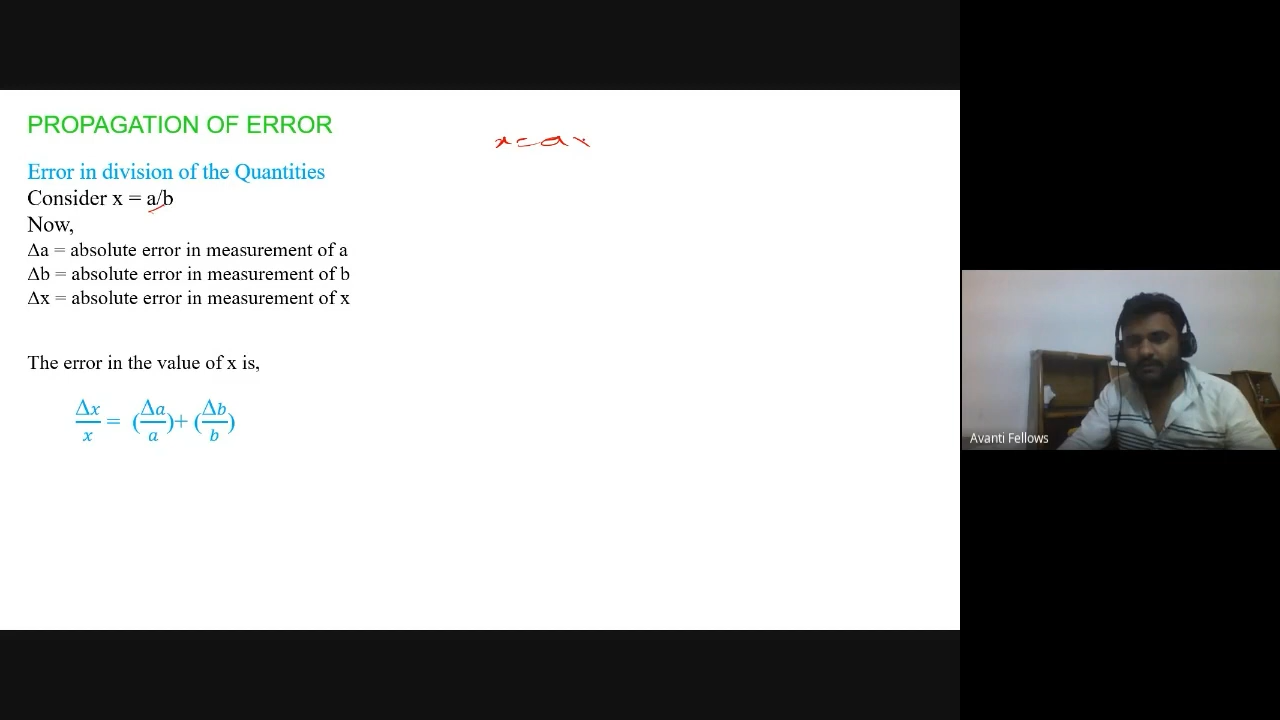 PROPAGATION OF ERROR
x = a x
Error in division of the Quantities
Consider x = a/b
Now,
Δa = absolute error in measurement of a
Δb = absolute error in measurement of b
Δx = absolute error in measurement of x
The error in the value of x is,
Δx/x = (Δa/a)+ (Δb/b)
Avanti Fellows